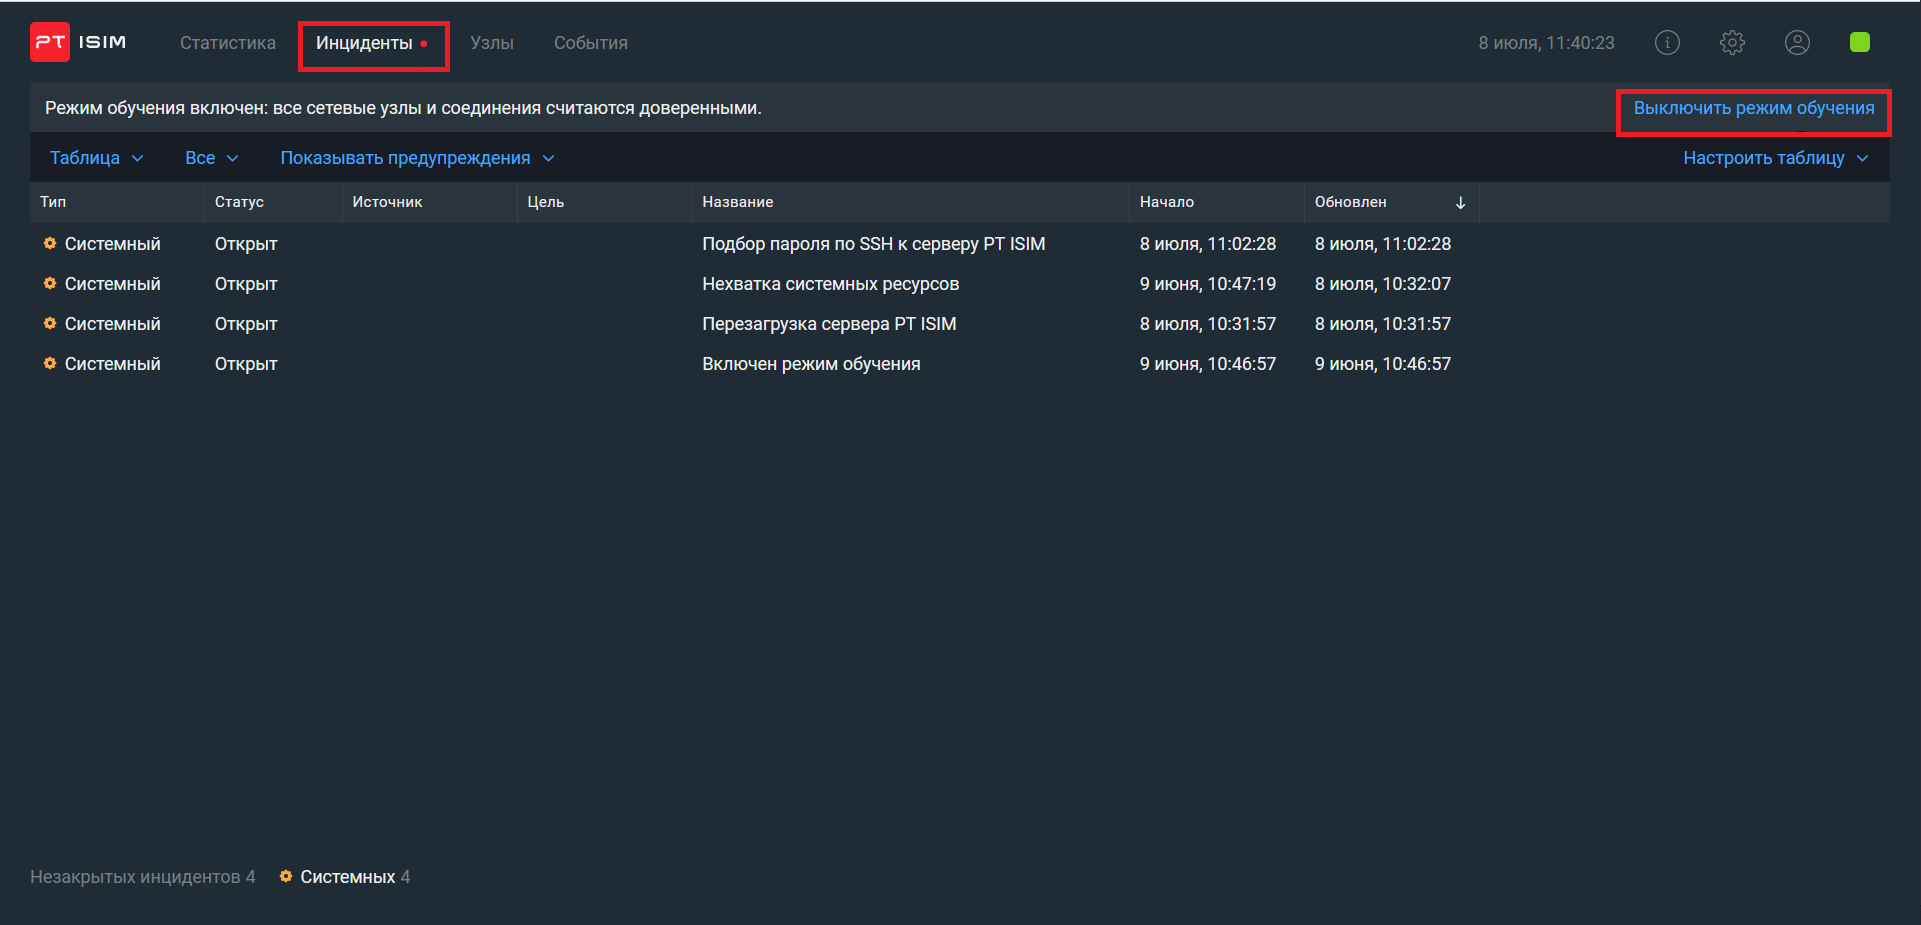 PT ISIM Статистика Инциденты Узлы События 8 июля, 11:40:23
Режим обучения включен: все сетевые узлы и соединения считаются доверенными. Выключить режим обучения
Таблица Все Показывать предупреждения Настроить таблицу
Тип Статус Источник Цель Название Начало Обновлен
Системный Открыт Подбор пароля по SSH к серверу PT ISIM 8 июля, 11:02:28 8 июля, 11:02:28
Системный Открыт Нехватка системных ресурсов 9 июня, 10:47:19 8 июля, 10:32:07
Системный Открыт Перезагрузка сервера PT ISIM 8 июля, 10:31:57 8 июля, 10:31:57
Системный Открыт Включен режим обучения 9 июня, 10:46:57 9 июня, 10:46:57
Незакрытых инцидентов 4 Системных 4